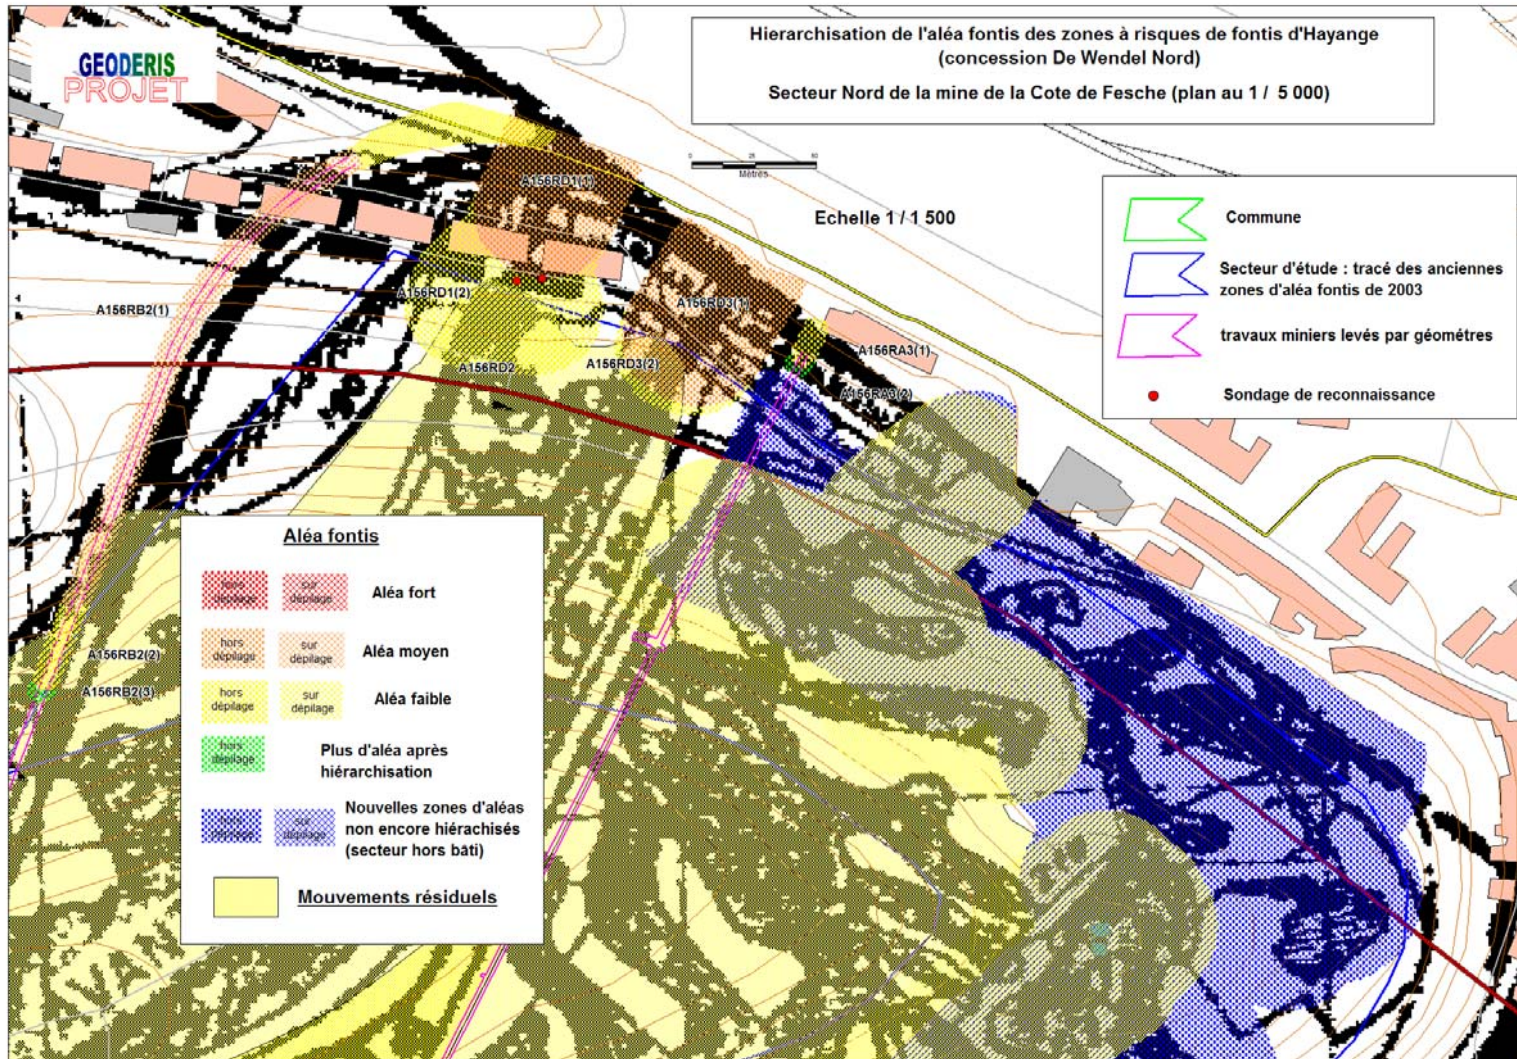 GEODERIS
PROJET
Hierarchisation de l'aléa fontis des zones à risques de fontis d'Hayange
(concession De Wendel Nord)
Secteur Nord de la mine de la Cote de Fesche (plan au 1 / 5 000)
Mètres
Echelle 1 / 1 500
Commune
Secteur d'étude : tracé des anciennes
zones d'aléa fontis de 2003
travaux miniers levés par géométres
Sondage de reconnaissance
A156RD1(1)
A156RB2(1)
A156RD1(2)
A156RD3(1)
A156RD2
A156RD3(2)
A156RA3(1)
A156RA3(2)
A156RB2(2)
A156RB2(3)
Aléa fontis
hors dépilage sur dépilage Aléa fort
hors dépilage sur dépilage Aléa moyen
hors dépilage sur dépilage Aléa faible
hors dépilage Plus d'aléa après
hiérarchisation
hors dépilage sur dépilage Nouvelles zones d'aléas
non encore hiérachisés
(secteur hors bâti)
Mouvements résiduels